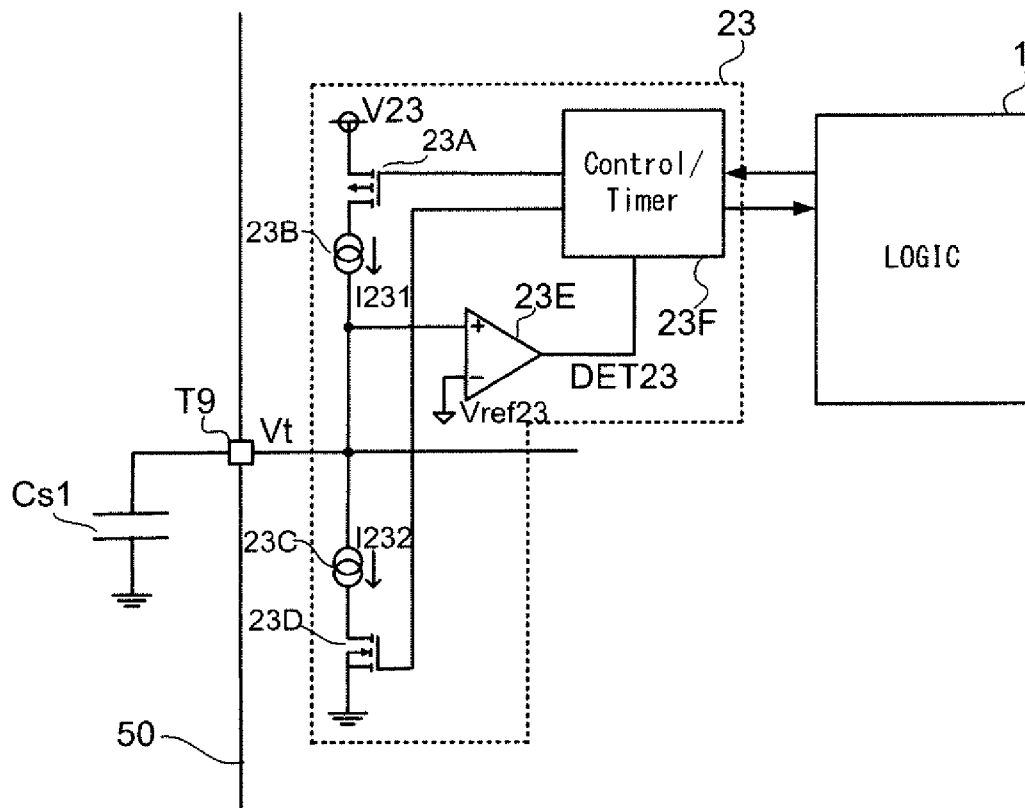 23
1
V23
23A
Control/
Timer
23B
I231
LOGIC
23E
23F
DET23
Vref23
T9
Vt
Cs1
23C
I232
23D
50